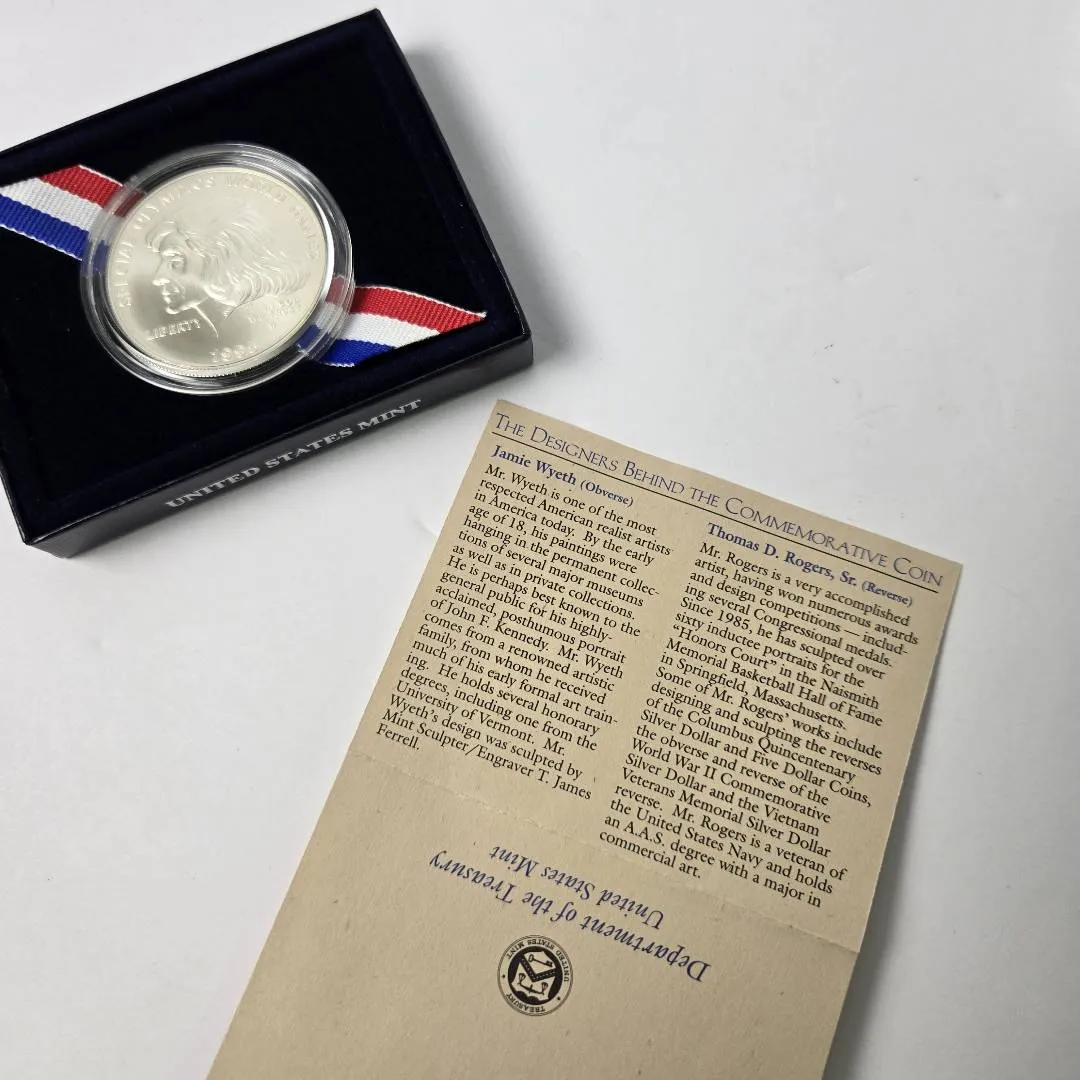 SPECIAL OLYMPICS WORLD GAMES
LIBERTY
UNITED STATES MINT
THE DESIGNERS BEHIND THE COMMEMORATIVE COIN
Jamie Wyeth (Obverse)
Mr. Wyeth is one of the most
respected American realist artists
in America today. By the early
age of 18, his paintings were
hanging in the permanent collec-
tions of several major museums
as well as in private collections.
He is perhaps best known to the
general public for his highly-
acclaimed, posthumous portrait
of John F. Kennedy. Mr. Wyeth
comes from a renowned artistic
family, from whom he received
much of his early formal art train-
ing. He holds several honorary
degrees, including one from the
University of Vermont. Mr.
Wyeth's design was sculpted by
Mint Sculpter/Engraver T. James
Ferrell.
Thomas D. Rogers, Sr. (Reverse)
Mr. Rogers is a very accomplished
artist, having won numerous awards
and design competitions — includ-
ing several Congressional medals.
Since 1985, he has sculpted over
sixty inductee portraits for the
"Honors Court" in the Naismith
Memorial Basketball Hall of Fame
in Springfield, Massachusetts.
Some of Mr. Rogers' works include
designing and sculpting the reverses
of the Columbus Quincentenary
Silver Dollar and Five Dollar Coins,
the obverse and reverse of the
World War II Commemorative
Silver Dollar and the Vietnam
Veterans Memorial Silver Dollar
reverse. Mr. Rogers is a veteran of
the United States Navy and holds
an A.A.S. degree with a major in
commercial art.
Department of the Treasury
United States Mint
UNITED STATES MINT
TREASURY